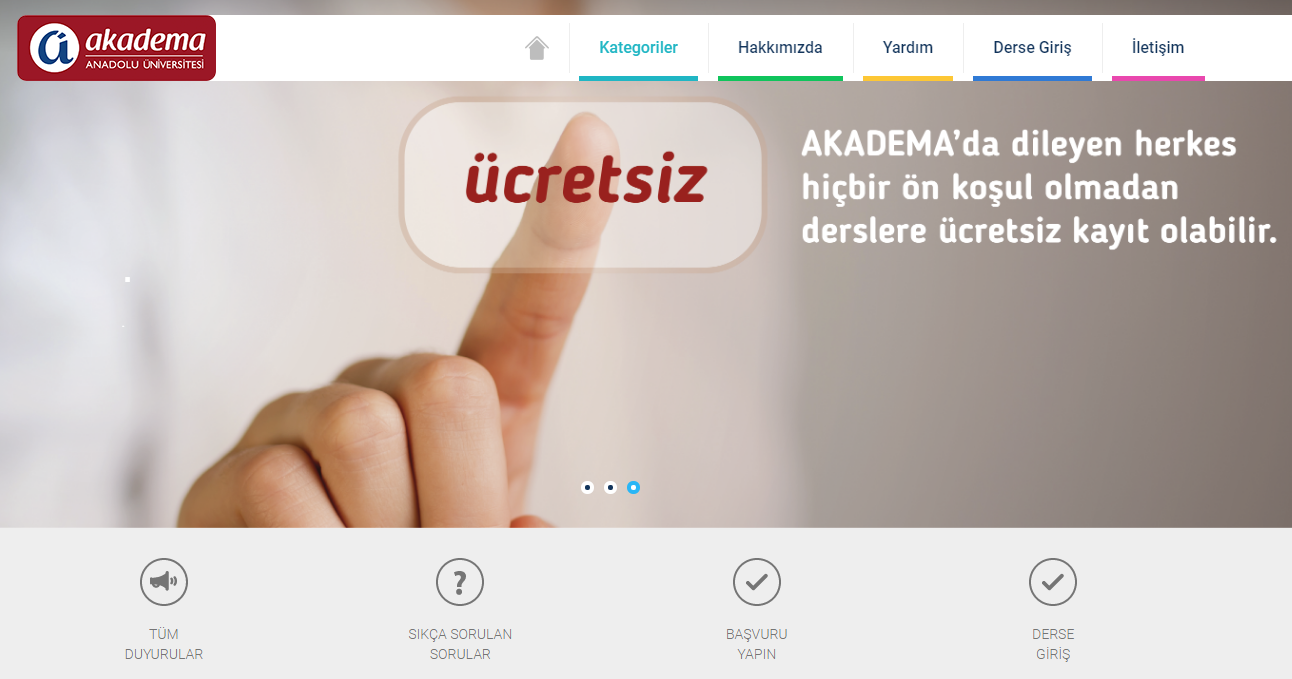 akadema
ANADOLU ÜNİVERSİTESİ
Kategoriler
Hakkımızda
Yardım
Derse Giriş
İletişim
ücretsiz
AKADEMA’da dileyen herkes
hiçbir ön koşul olmadan
derslere ücretsiz kayıt olabilir.
TÜM
DUYURULAR
SIKÇA SORULAN
SORULAR
BAŞVURU
YAPIN
DERSE
GİRİŞ